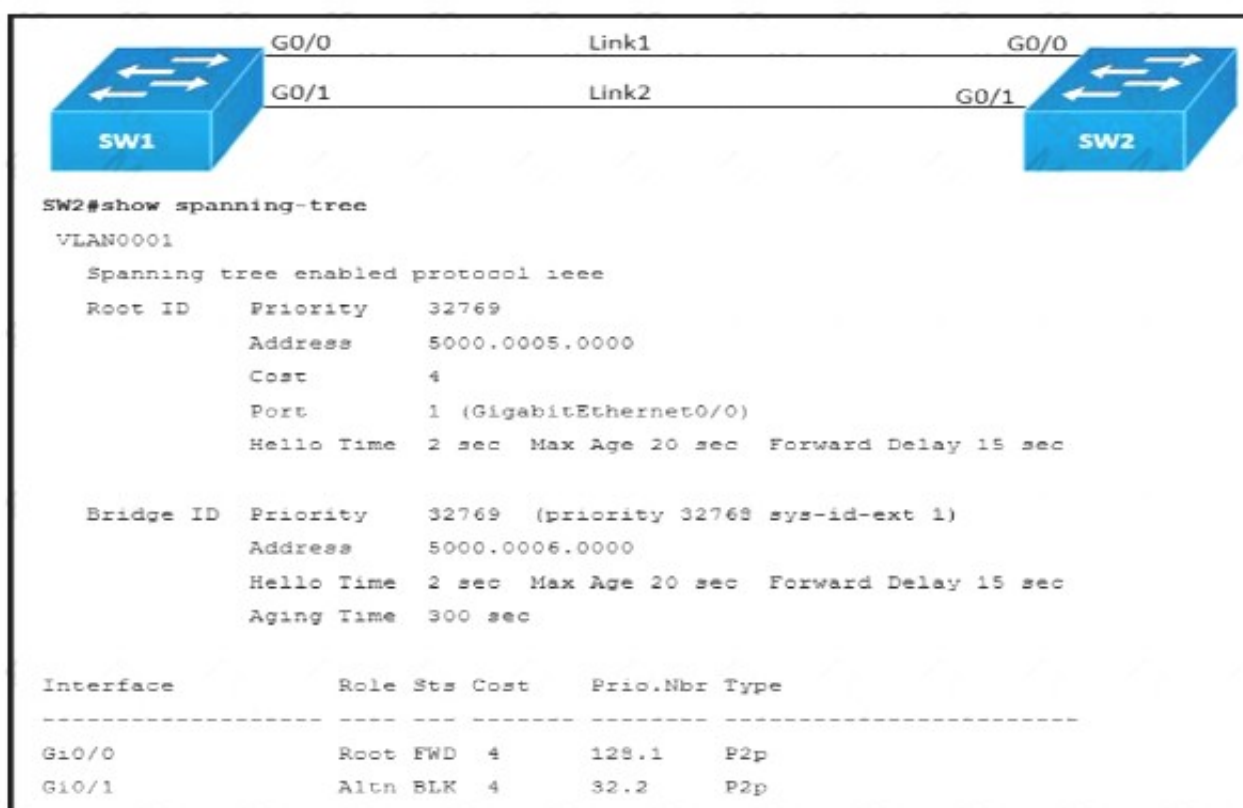 G0/0 Link1 G0/0
G0/1 Link2 G0/1
SW1 SW2
SW2#show spanning-tree
VLAN0001
Spanning tree enabled protocol ieee
Root ID Priority 32769
Address 5000.0005.0000
Cost 4
Port 1 (GigabitEthernet0/0)
Hello Time 2 sec Max Age 20 sec Forward Delay 15 sec
Bridge ID Priority 32769 (priority 32768 sys-id-ext 1)
Address 5000.0006.0000
Hello Time 2 sec Max Age 20 sec Forward Delay 15 sec
Aging Time 300 sec
Interface Role Sts Cost Prio.Nbr Type
------------------- ---- --- ------- -------- ------------------------
Gi0/0 Root FWD 4 128.1 P2p
Gi0/1 Altn BLK 4 32.2 P2p